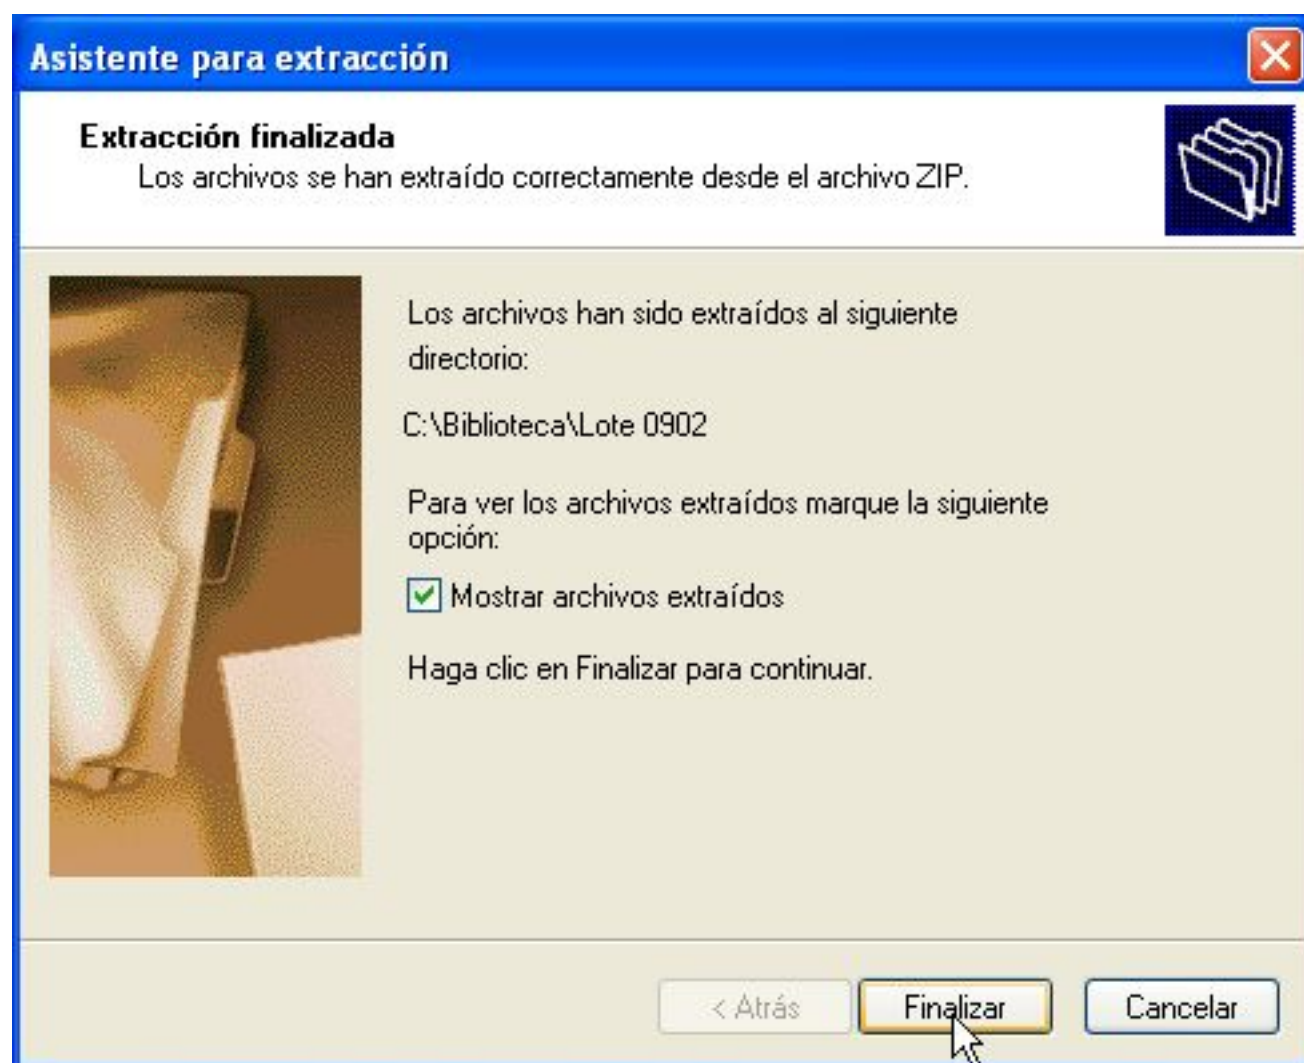 Asistente para extracción
Extracción finalizada
Los archivos se han extraído correctamente desde el archivo ZIP.
Los archivos han sido extraídos al siguiente
directorio:
C:\Biblioteca\Lote 0902
Para ver los archivos extraídos marque la siguiente
opción:
Mostrar archivos extraídos
Haga clic en Finalizar para continuar.
< Atrás
Finalizar
Cancelar